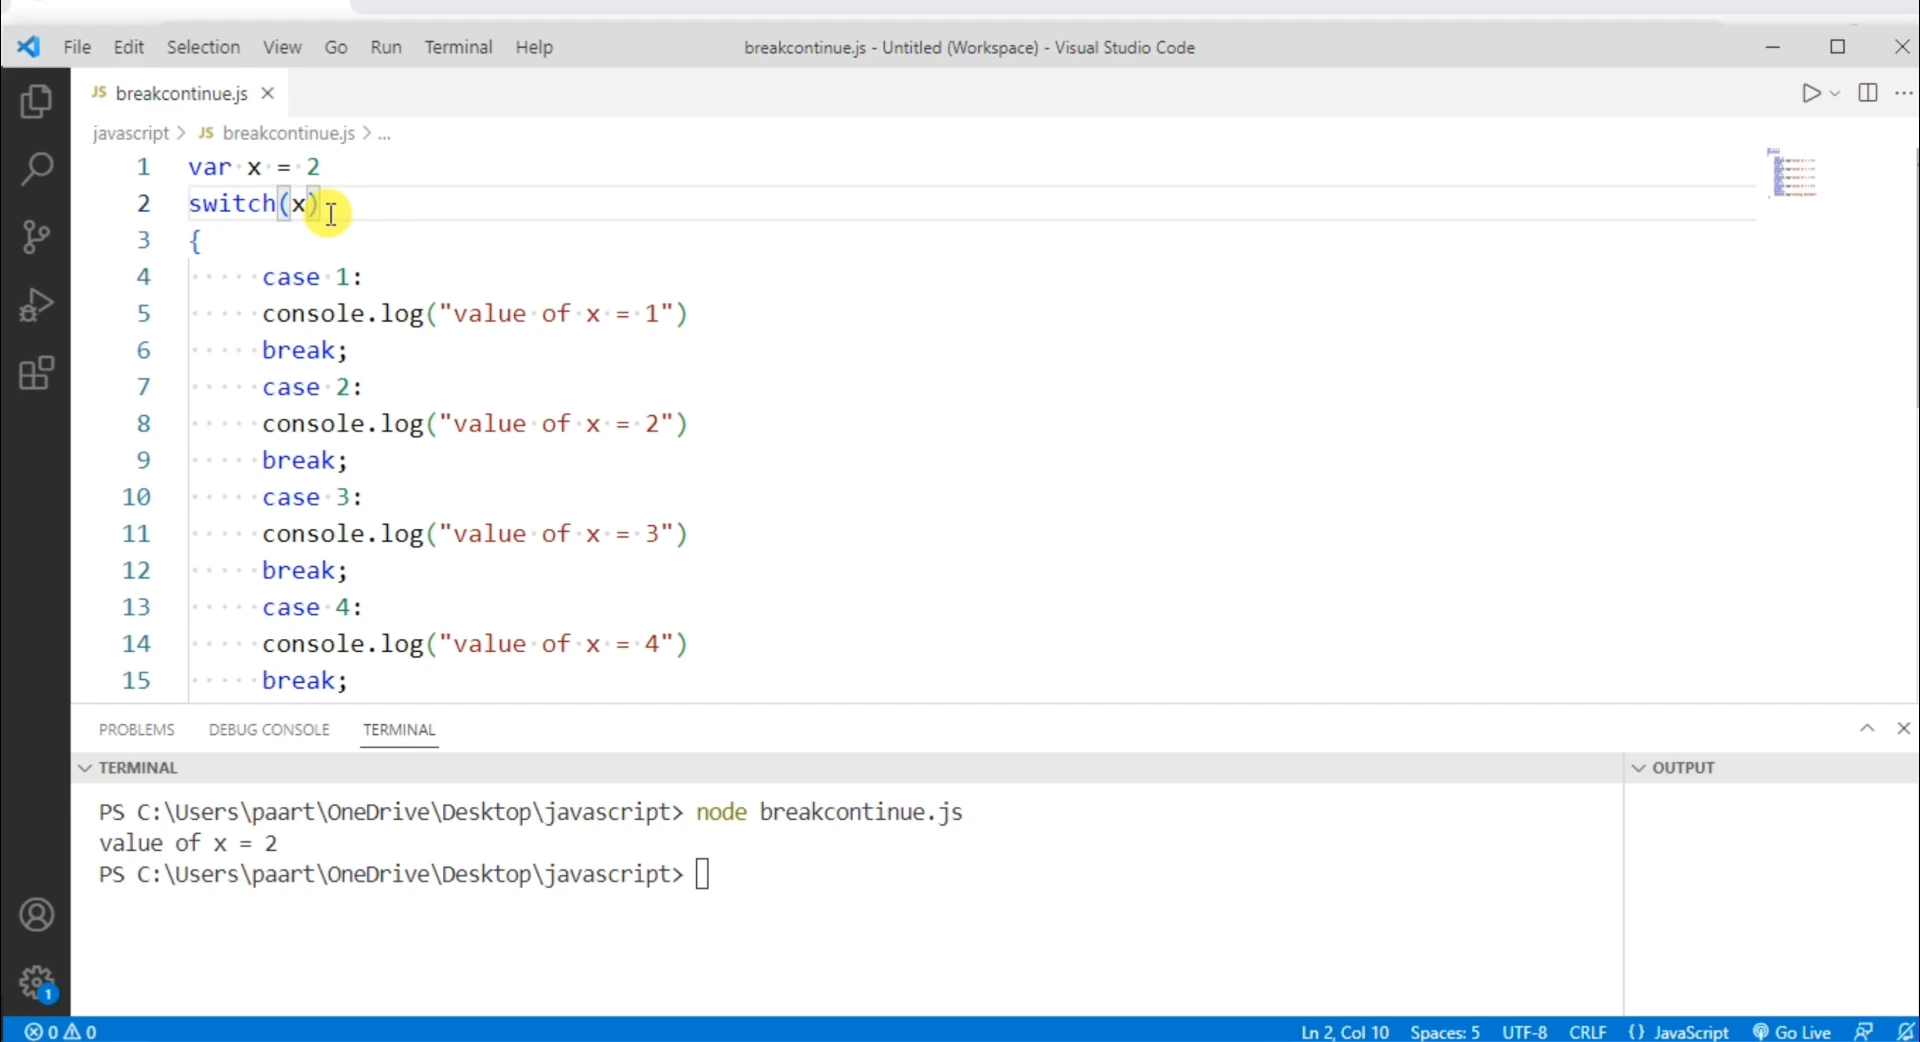 File Edit Selection View Go Run Terminal Help breakcontinue.js - Untitled (Workspace) - Visual Studio Code
JS breakcontinue.js
javascript > JS breakcontinue.js > ...
1 var x = 2
2 switch(x)
3 {
4 case 1:
5 console.log("value of x = 1")
6 break;
7 case 2:
8 console.log("value of x = 2")
9 break;
10 case 3:
11 console.log("value of x = 3")
12 break;
13 case 4:
14 console.log("value of x = 4")
15 break;
PROBLEMS DEBUG CONSOLE TERMINAL
TERMINAL OUTPUT
PS C:\Users\paart\OneDrive\Desktop\javascript> node breakcontinue.js
value of x = 2
PS C:\Users\paart\OneDrive\Desktop\javascript>
1
0 0 Ln 2, Col 10 Spaces: 5 UTF-8 CRLF {} JavaScript Go Live